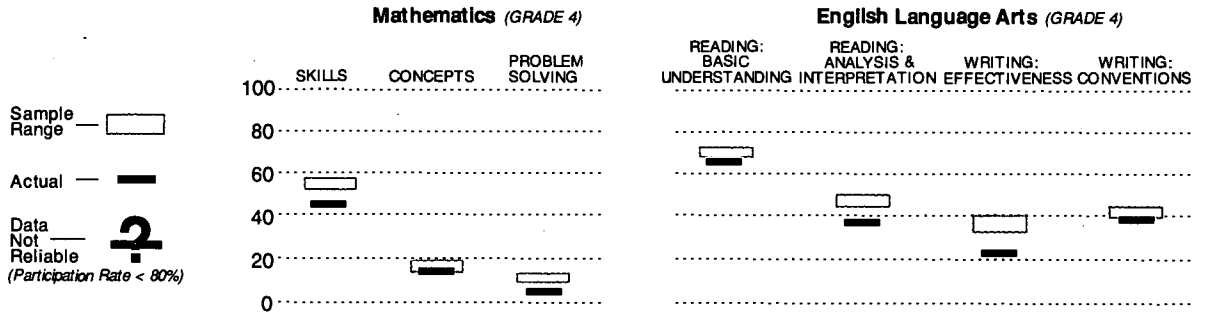 Mathematics (GRADE 4)
SKILLS
CONCEPTS
PROBLEM
SOLVING
English Language Arts (GRADE 4)
READING:
BASIC
UNDERSTANDING
READING:
ANALYSIS &
INTERPRETATION
WRITING:
EFFECTIVENESS
WRITING:
CONVENTIONS
100
80
60
40
20
0
Sample
Range
Actual
Data
Not
Reliable
?
(Participation Rate < 80%)